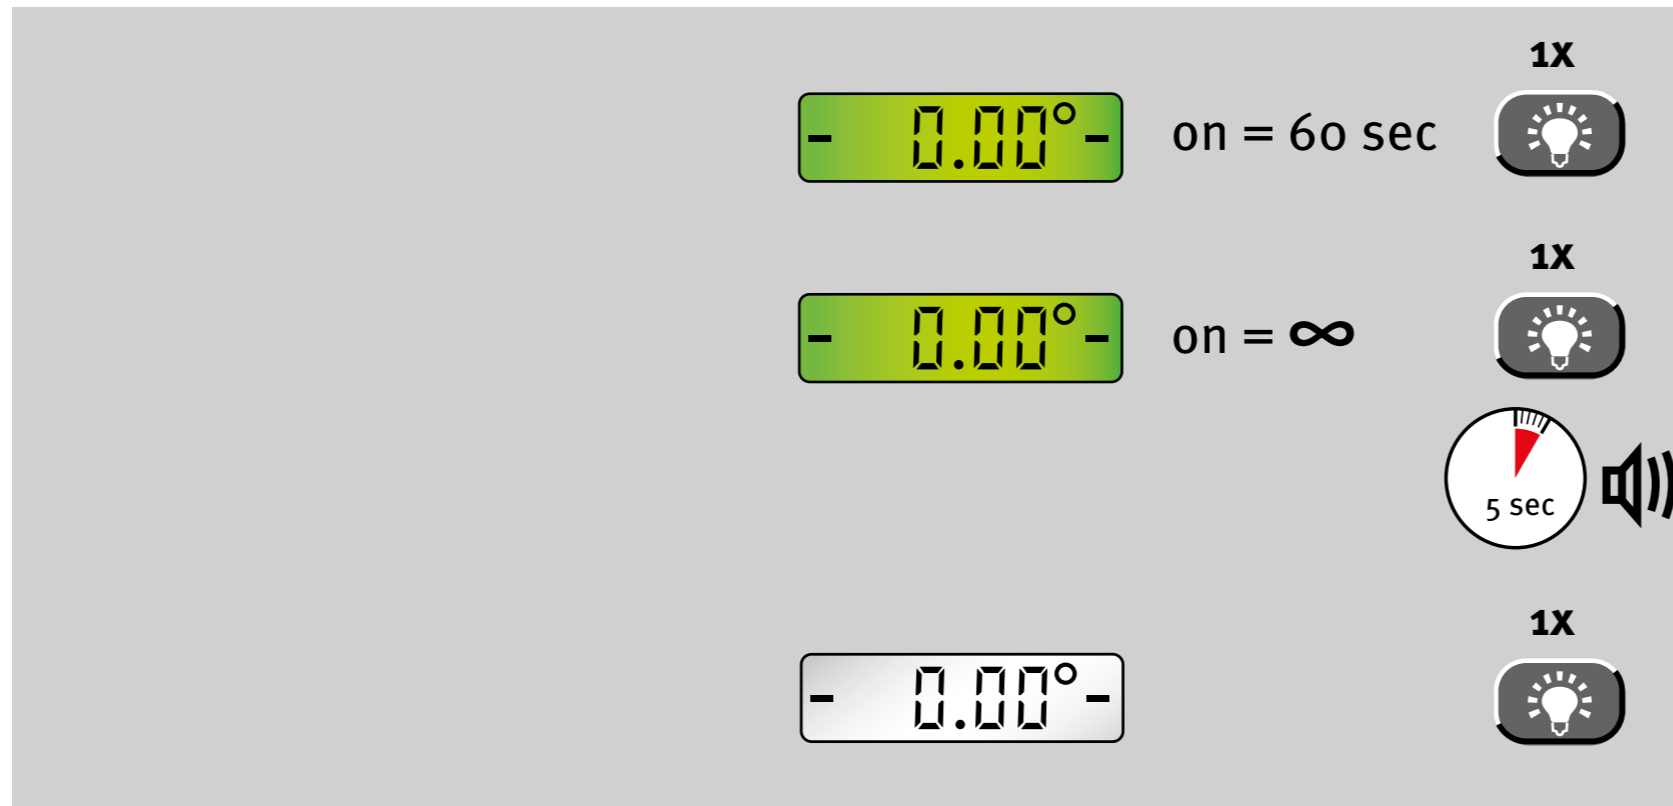 1X
- 0.00° - on = 60 sec
1X
- 0.00° - on = ∞
5 sec
1X
- 0.00° -